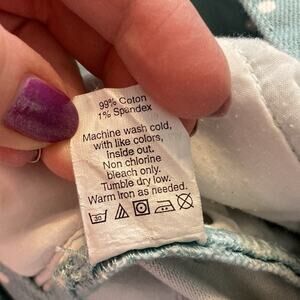 99% Coton
1% Spandex
Machine wash cold,
with like colors,
inside out.
Non chlorine
bleach only.
Tumble dry low.
Warm Iron as needed.
30